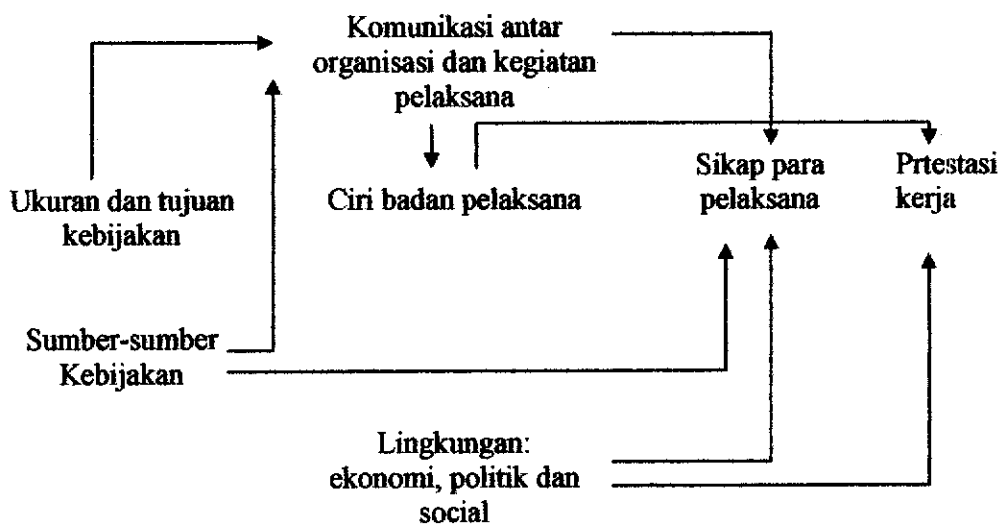 Komunikasi antar
organisasi dan kegiatan
pelaksana
Ukuran dan tujuan
kebijakan
Ciri badan pelaksana
Sikap para
pelaksana
Prtestasi
kerja
Sumber-sumber
Kebijakan
Lingkungan:
ekonomi, politik dan
social